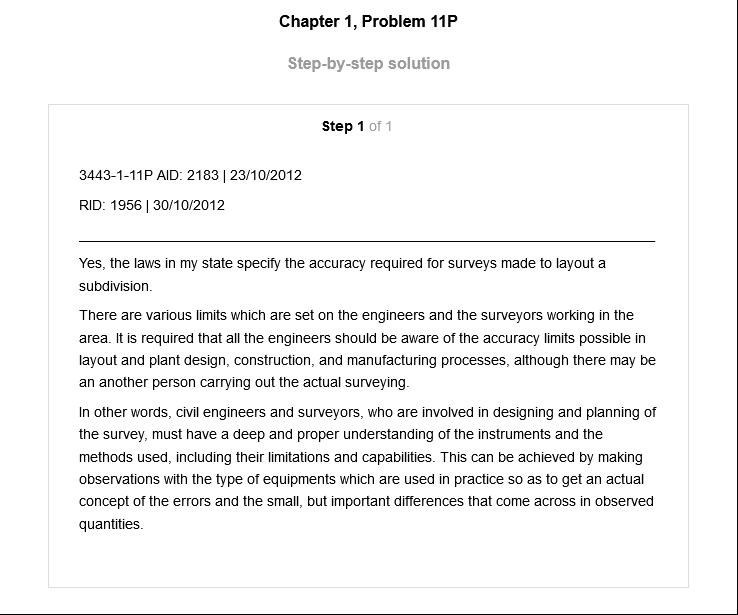 Chapter 1, Problem 11P
Step-by-step solution
Step 1 of 1
3443-1-11P AID: 2183 | 23/10/2012
RID: 1956 | 30/10/2012
Yes, the laws in my state specify the accuracy required for surveys made to layout a
subdivision.
There are various limits which are set on the engineers and the surveyors working in the
area. It is required that all the engineers should be aware of the accuracy limits possible in
layout and plant design, construction, and manufacturing processes, although there may be
an another person carrying out the actual surveying.
In other words, civil engineers and surveyors, who are involved in designing and planning of
the survey, must have a deep and proper understanding of the instruments and the
methods used, including their limitations and capabilities. This can be achieved by making
observations with the type of equipments which are used in practice so as to get an actual
concept of the errors and the small, but important differences that come across in observed
quantities.